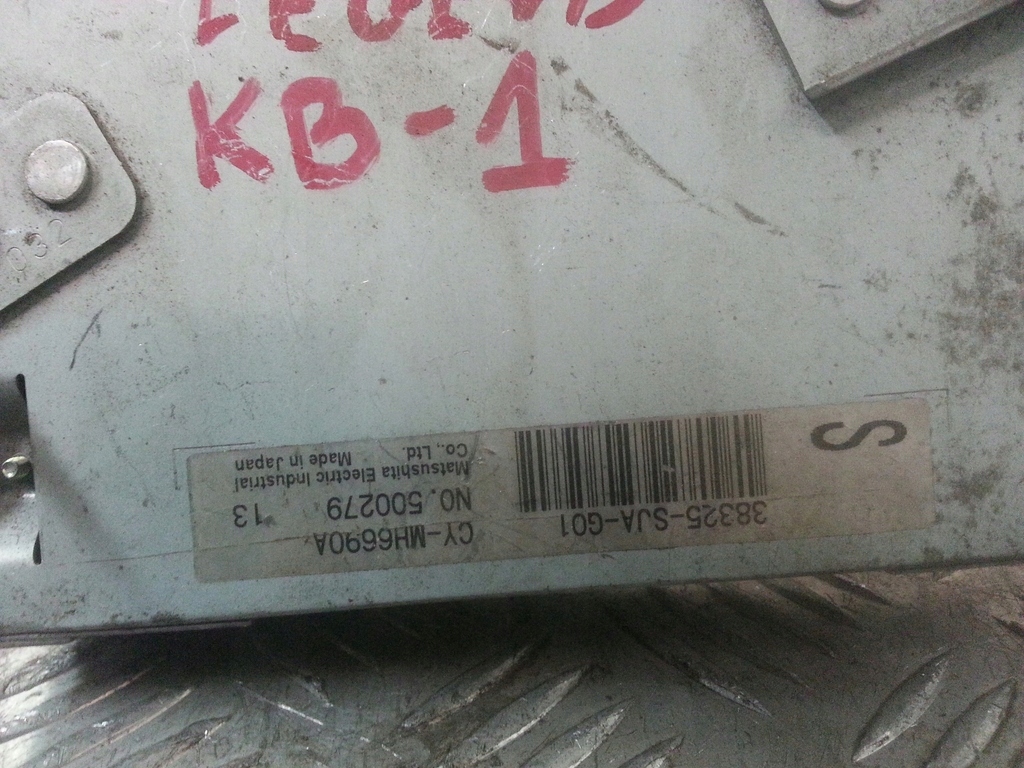 LEGEND
KB-1
932
S
38325-SJA-G01
CY-MH6690A
NO.500279 13
Matsushita Electric Industrial
Co., Ltd. Made in Japan